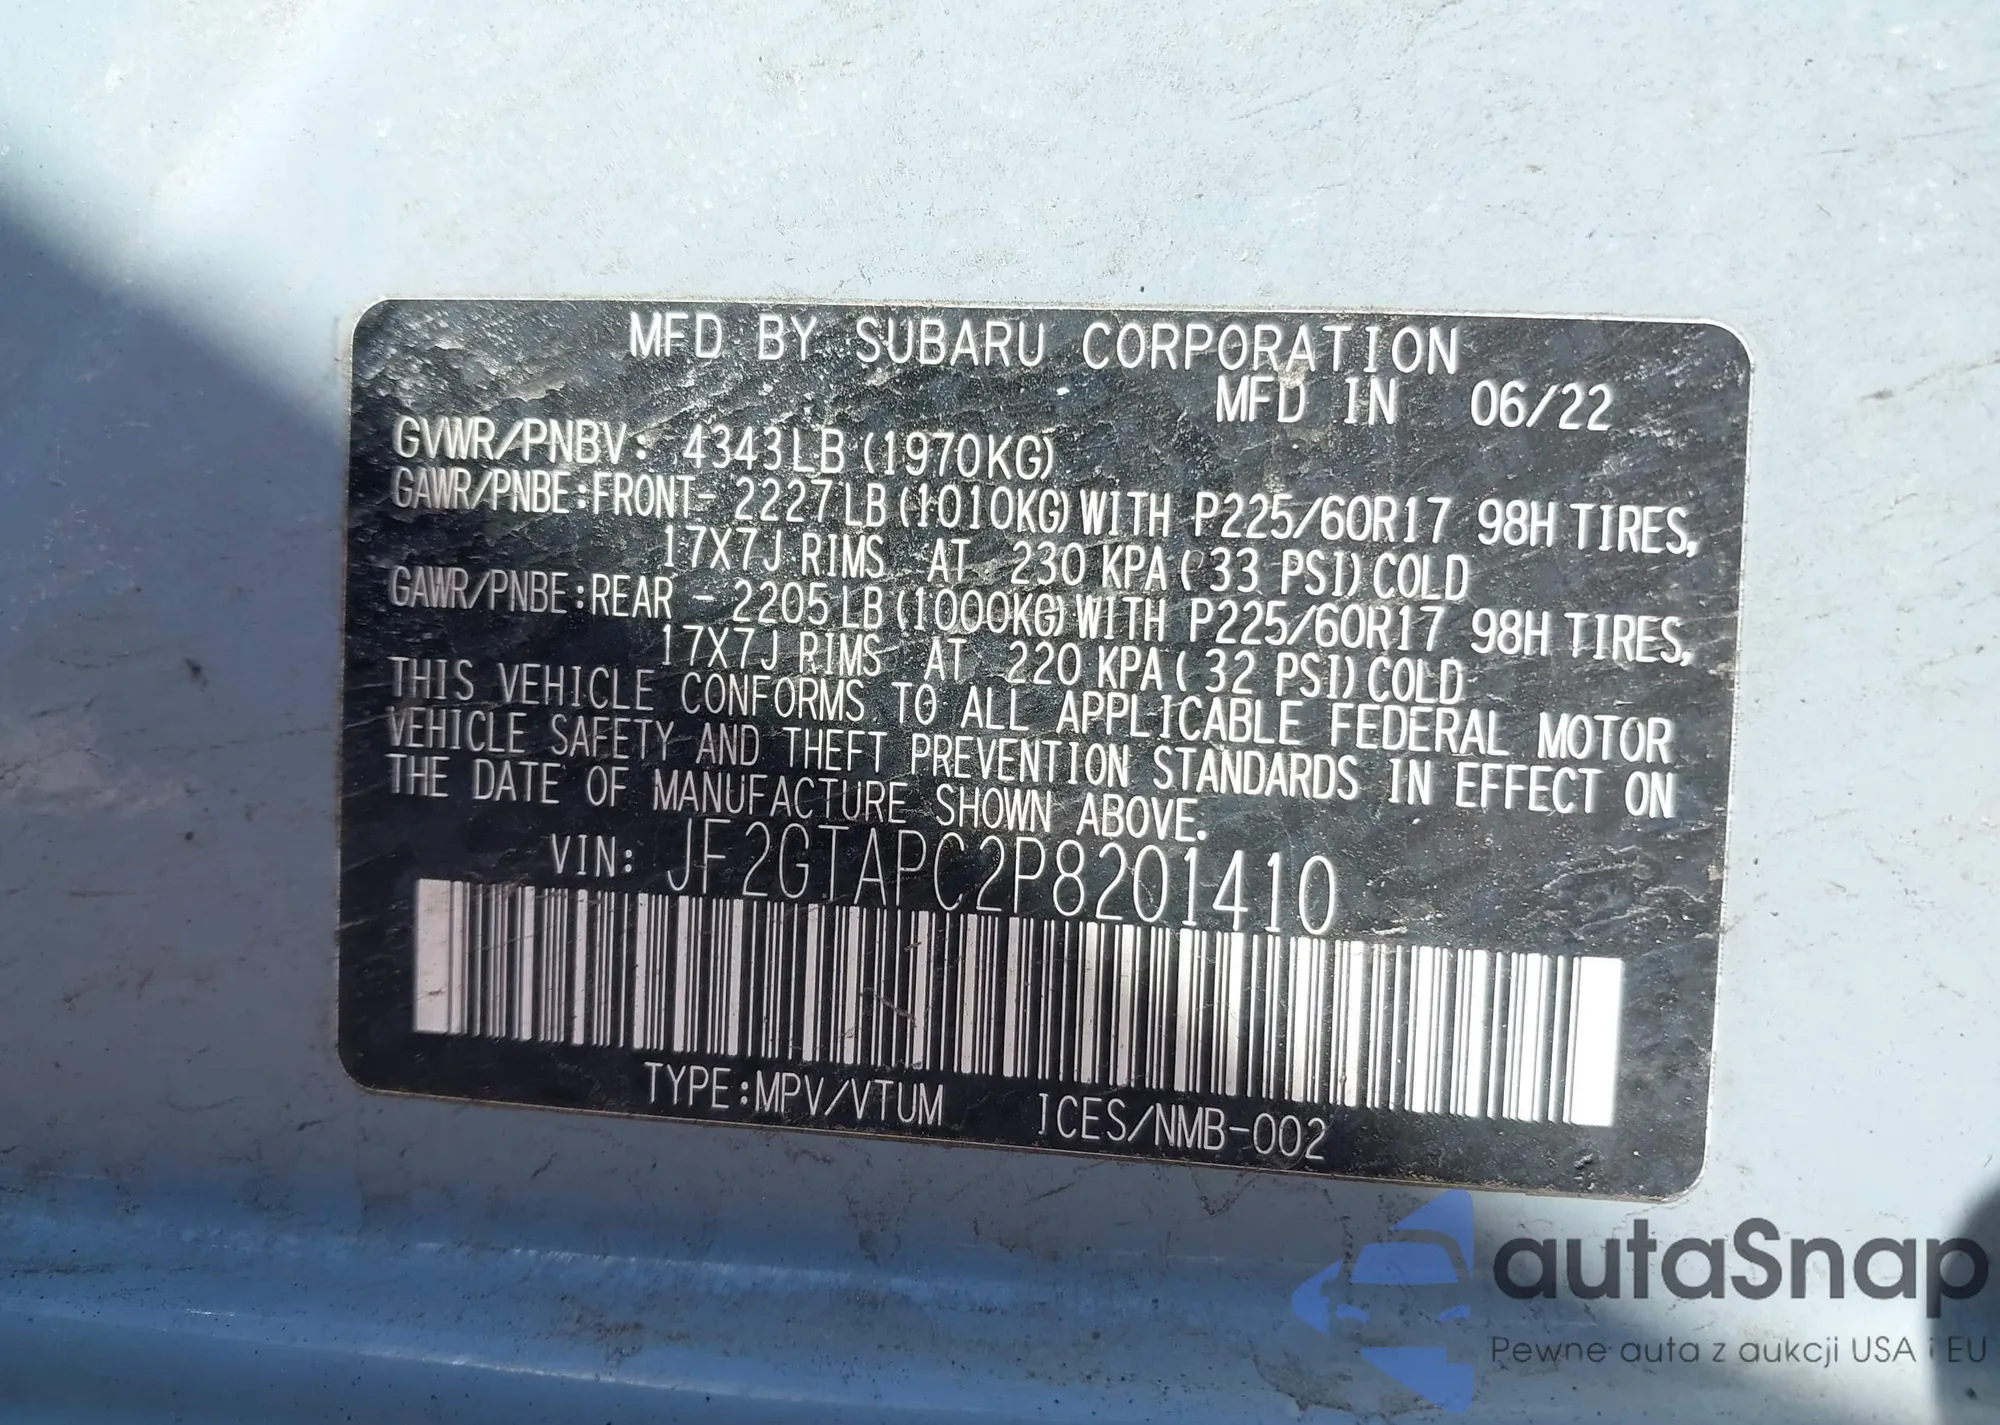 MFD BY SUBARU CORPORATION
MFD IN 06/22
GVWR/PNBV: 4343LB (1970KG)
GAWR/PNBE:FRONT- 2227LB (1010KG) WITH P225/60R17 98H TIRES,
17X7J RIMS AT 230 KPA ( 33 PSI) COLD
GAWR/PNBE:REAR - 2205LB (1000KG) WITH P225/60R17 98H TIRES,
17X7J RIMS AT 220 KPA ( 32 PSI) COLD
THIS VEHICLE CONFORMS TO ALL APPLICABLE FEDERAL MOTOR
VEHICLE SAFETY AND THEFT PREVENTION STANDARDS IN EFFECT ON
THE DATE OF MANUFACTURE SHOWN ABOVE.
VIN: JF2GTAPC2P8201410
TYPE:MPV/VTUM ICES/NMB-002
autaSnap
Pewne auta z aukcji USA i EU